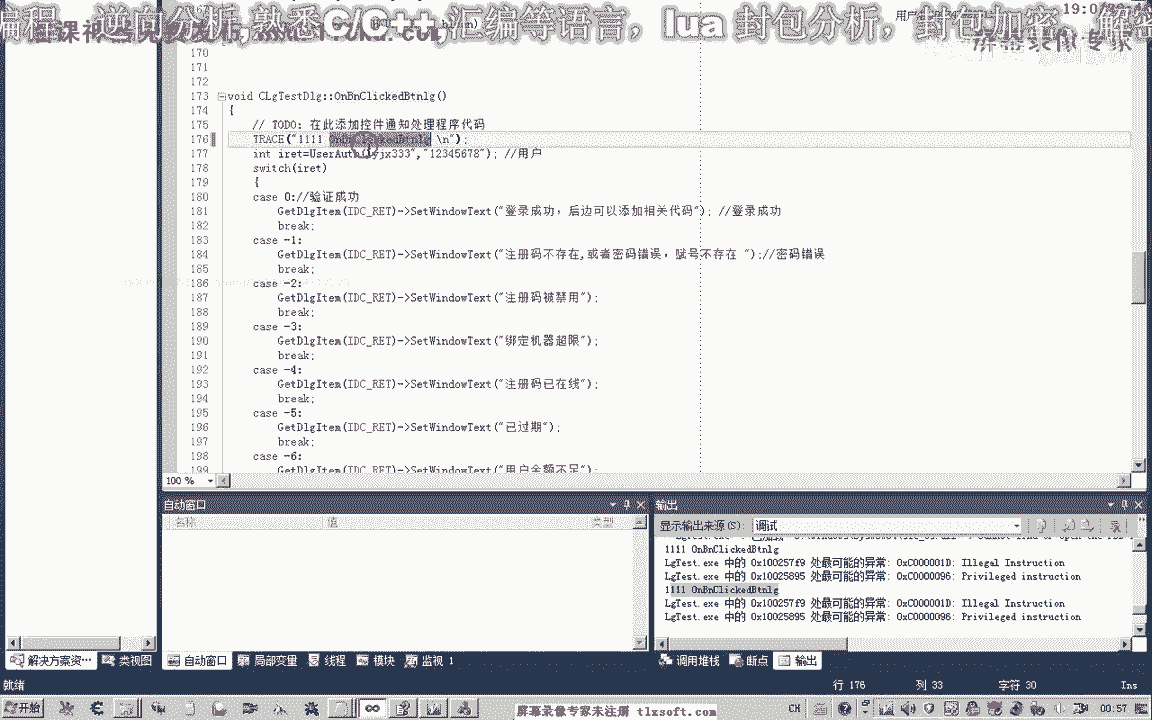 编程，逆向分析,熟悉C/C++,汇编等语言，lua 封包分析，封包加密，解密
19:0
屏幕录像专家
170
171
172
173 void CLgTestDlg::OnBnClickedBtnlg()
174 {
175 // TODO: 在此添加控件通知处理程序代码
176 TRACE("1111 OnBnClickedBtnlg \n");
177 int iret=UserAuth("yjx333","12345678"); //用户
178 switch(iret)
179 {
180 case 0://验证成功
181 GetDlgItem(IDC_RET)->SetWindowText("登录成功，后边可以添加相关代码"); //登录成功
182 break;
183 case -1:
184 GetDlgItem(IDC_RET)->SetWindowText("注册码不存在,或者密码错误，账号不存在 ");//密码错误
185 break;
186 case -2:
187 GetDlgItem(IDC_RET)->SetWindowText("注册码被禁用");
188 break;
189 case -3:
190 GetDlgItem(IDC_RET)->SetWindowText("绑定机器超限");
191 break;
192 case -4:
193 GetDlgItem(IDC_RET)->SetWindowText("注册码已在线");
194 break;
195 case -5:
196 GetDlgItem(IDC_RET)->SetWindowText("已过期");
197 break;
198 case -6:
199 GetDlgItem(IDC_RET)->SetWindowText("用户余额不足");
100 %
自动窗口
名称 值 类型
输出
显示输出来源(S): 调试
1111 OnBnClickedBtnlg
LgTest.exe 中的 0x100257f9 处最可能的异常: 0xC000001D: Illegal Instruction
LgTest.exe 中的 0x10025895 处最可能的异常: 0xC0000096: Privileged instruction
1111 OnBnClickedBtnlg
LgTest.exe 中的 0x100257f9 处最可能的异常: 0xC000001D: Illegal Instruction
LgTest.exe 中的 0x10025895 处最可能的异常: 0xC0000096: Privileged instruction
解决方案资… 类视图 自动窗口 局部变量 线程 模块 监视 1 调用堆栈 断点 输出
就绪 行 176 列 33 字符 30 Ins
开始 屏幕录像专家未注册 tlxsoft.com CH 00:57